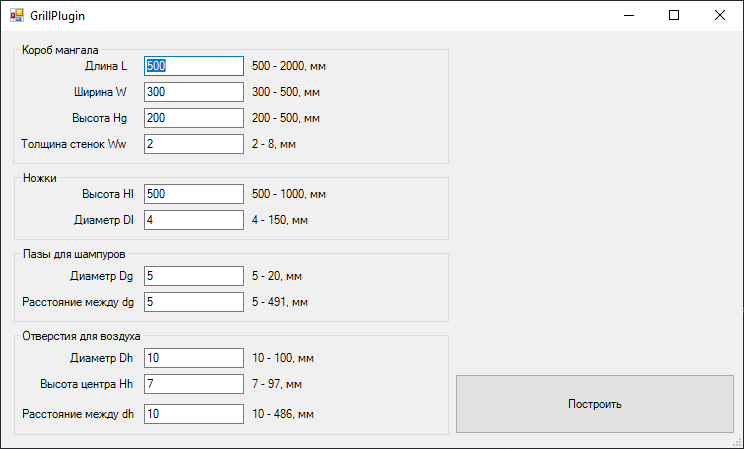 GrillPlugin
Короб мангала
Длина L 500 500 - 2000, мм
Ширина W 300 300 - 500, мм
Высота Hg 200 200 - 500, мм
Толщина стенок Ww 2 2 - 8, мм
Ножки
Высота Hl 500 500 - 1000, мм
Диаметр Dl 4 4 - 150, мм
Пазы для шампуров
Диаметр Dg 5 5 - 20, мм
Расстояние между dg 5 5 - 491, мм
Отверстия для воздуха
Диаметр Dh 10 10 - 100, мм
Высота центра Hh 7 7 - 97, мм
Расстояние между dh 10 10 - 486, мм
Построить